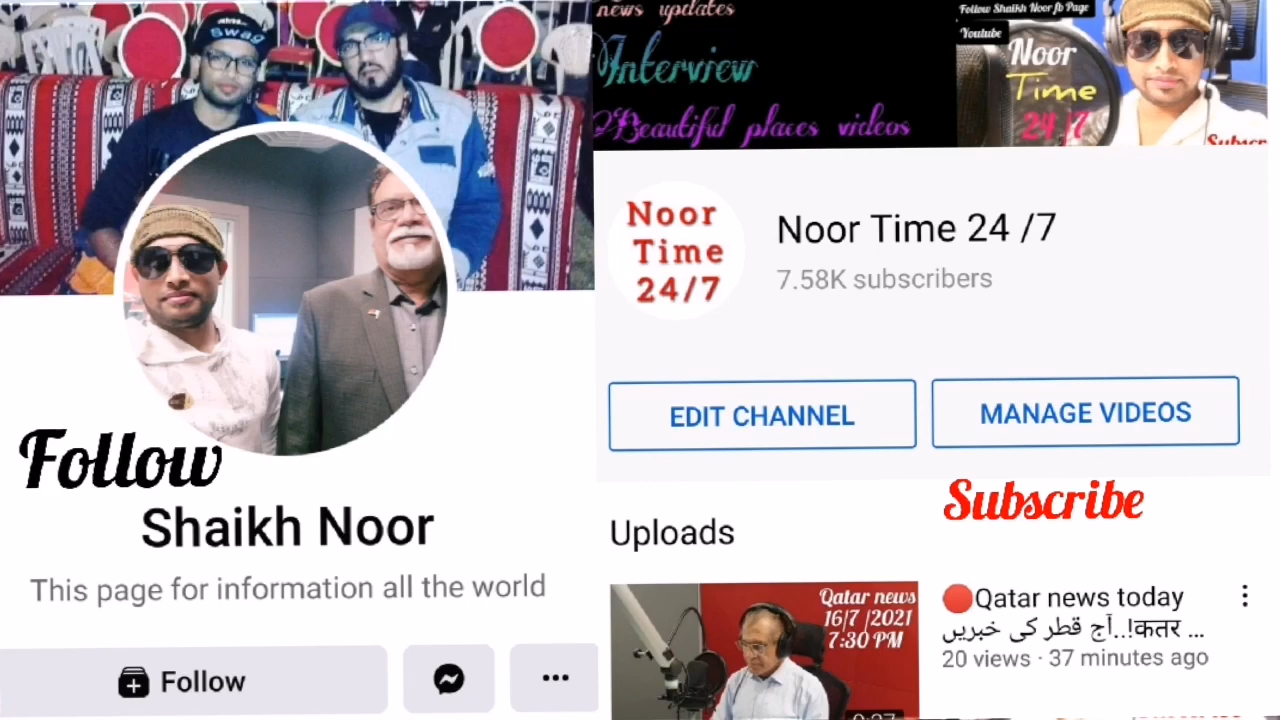 Swag
Follow
Shaikh Noor
This page for information all the world
Follow
news updates
Interview
Beautiful places videos
Follow Shaikh Noor fb Page
Youtube
Noor
Time
24/7
Noor
Time
24/7
Noor Time 24 /7
7.58K subscribers
EDIT CHANNEL
MANAGE VIDEOS
Subscribe
Uploads
Qatar news
16/7 /2021
7:30 PM
🔴Qatar news today
آج قطر کی خبریں..!कतर ...
20 views · 37 minutes ago